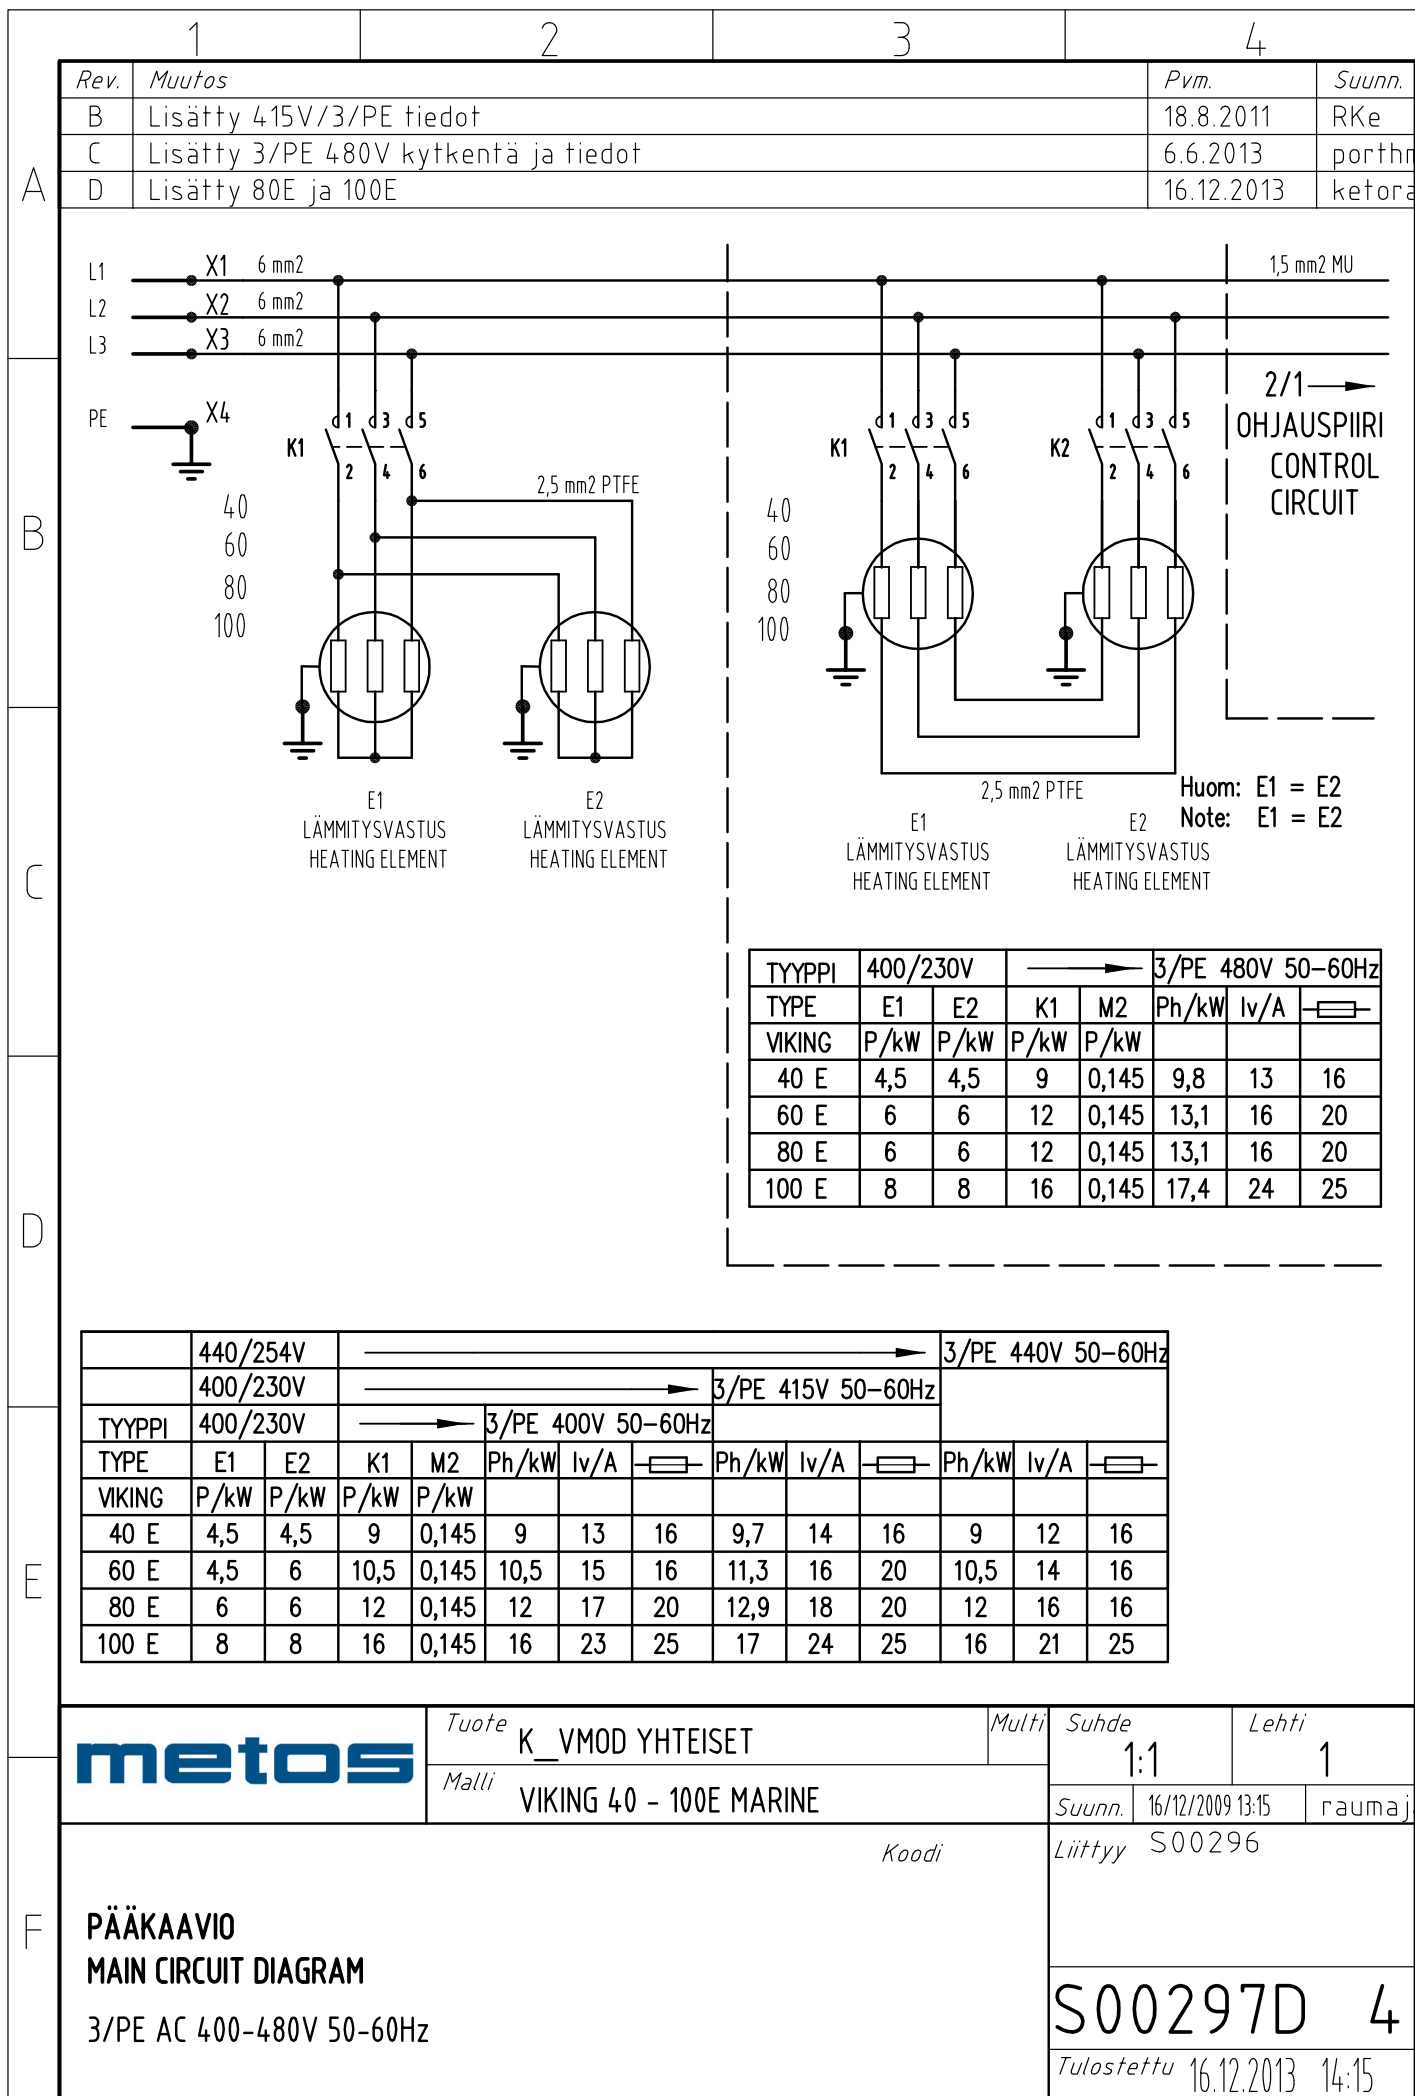 1 2 3 4
Rev. Muutos Pvm. Suunn.
B Lisätty 415V/3/PE tiedot 18.8.2011 RKe
C Lisätty 3/PE 480V kytkentä ja tiedot 6.6.2013
D Lisätty 80E ja 100E 16.12.2013
A
B
C
D
E
F
L1 X1 6 mm2 1,5 mm2 MU
L2 X2 6 mm2
L3 X3 6 mm2
PE X4
2/1
OHJAUSPIIRI
CONTROL
CIRCUIT
K1 1 3 5
2 4 6
K1 1 3 5
2 4 6
K2 1 3 5
2 4 6
2,5 mm2 PTFE
40
60
80
100
40
60
80
100
2,5 mm2 PTFE
Huom: E1 = E2
Note: E1 = E2
E1
LÄMMITYSVASTUS
HEATING ELEMENT
E2
LÄMMITYSVASTUS
HEATING ELEMENT
E1
LÄMMITYSVASTUS
HEATING ELEMENT
E2
LÄMMITYSVASTUS
HEATING ELEMENT
TYYPPI 400/230V 3/PE 480V 50-60Hz
TYPE E1 E2 K1 M2 Ph/kW Iv/A
VIKING P/kW P/kW P/kW P/kW
40 E 4,5 4,5 9 0,145 9,8 13 16
60 E 6 6 12 0,145 13,1 16 20
80 E 6 6 12 0,145 13,1 16 20
100 E 8 8 16 0,145 17,4 24 25
440/254V 3/PE 440V 50-60Hz
400/230V 3/PE 415V 50-60Hz
TYYPPI 400/230V 3/PE 400V 50-60Hz
TYPE E1 E2 K1 M2 Ph/kW Iv/A Ph/kW Iv/A Ph/kW Iv/A
VIKING P/kW P/kW P/kW P/kW
40 E 4,5 4,5 9 0,145 9 13 16 9,7 14 16 9 12 16
60 E 4,5 6 10,5 0,145 10,5 15 16 11,3 16 20 10,5 14 16
80 E 6 6 12 0,145 12 17 20 12,9 18 20 12 16 16
100 E 8 8 16 0,145 16 23 25 17 24 25 16 21 25
metos
Tuote K_VMOD YHTEISET Multi
Malli VIKING 40 - 100E MARINE
Suhde 1:1 Lehti 1
Suunn. 16/12/2009 13:15
Koodi
Liittyy S00296
PÄÄKAAVIO
MAIN CIRCUIT DIAGRAM
3/PE AC 400-480V 50-60Hz
S00297D 4
Tulostettu 16.12.2013 14:15